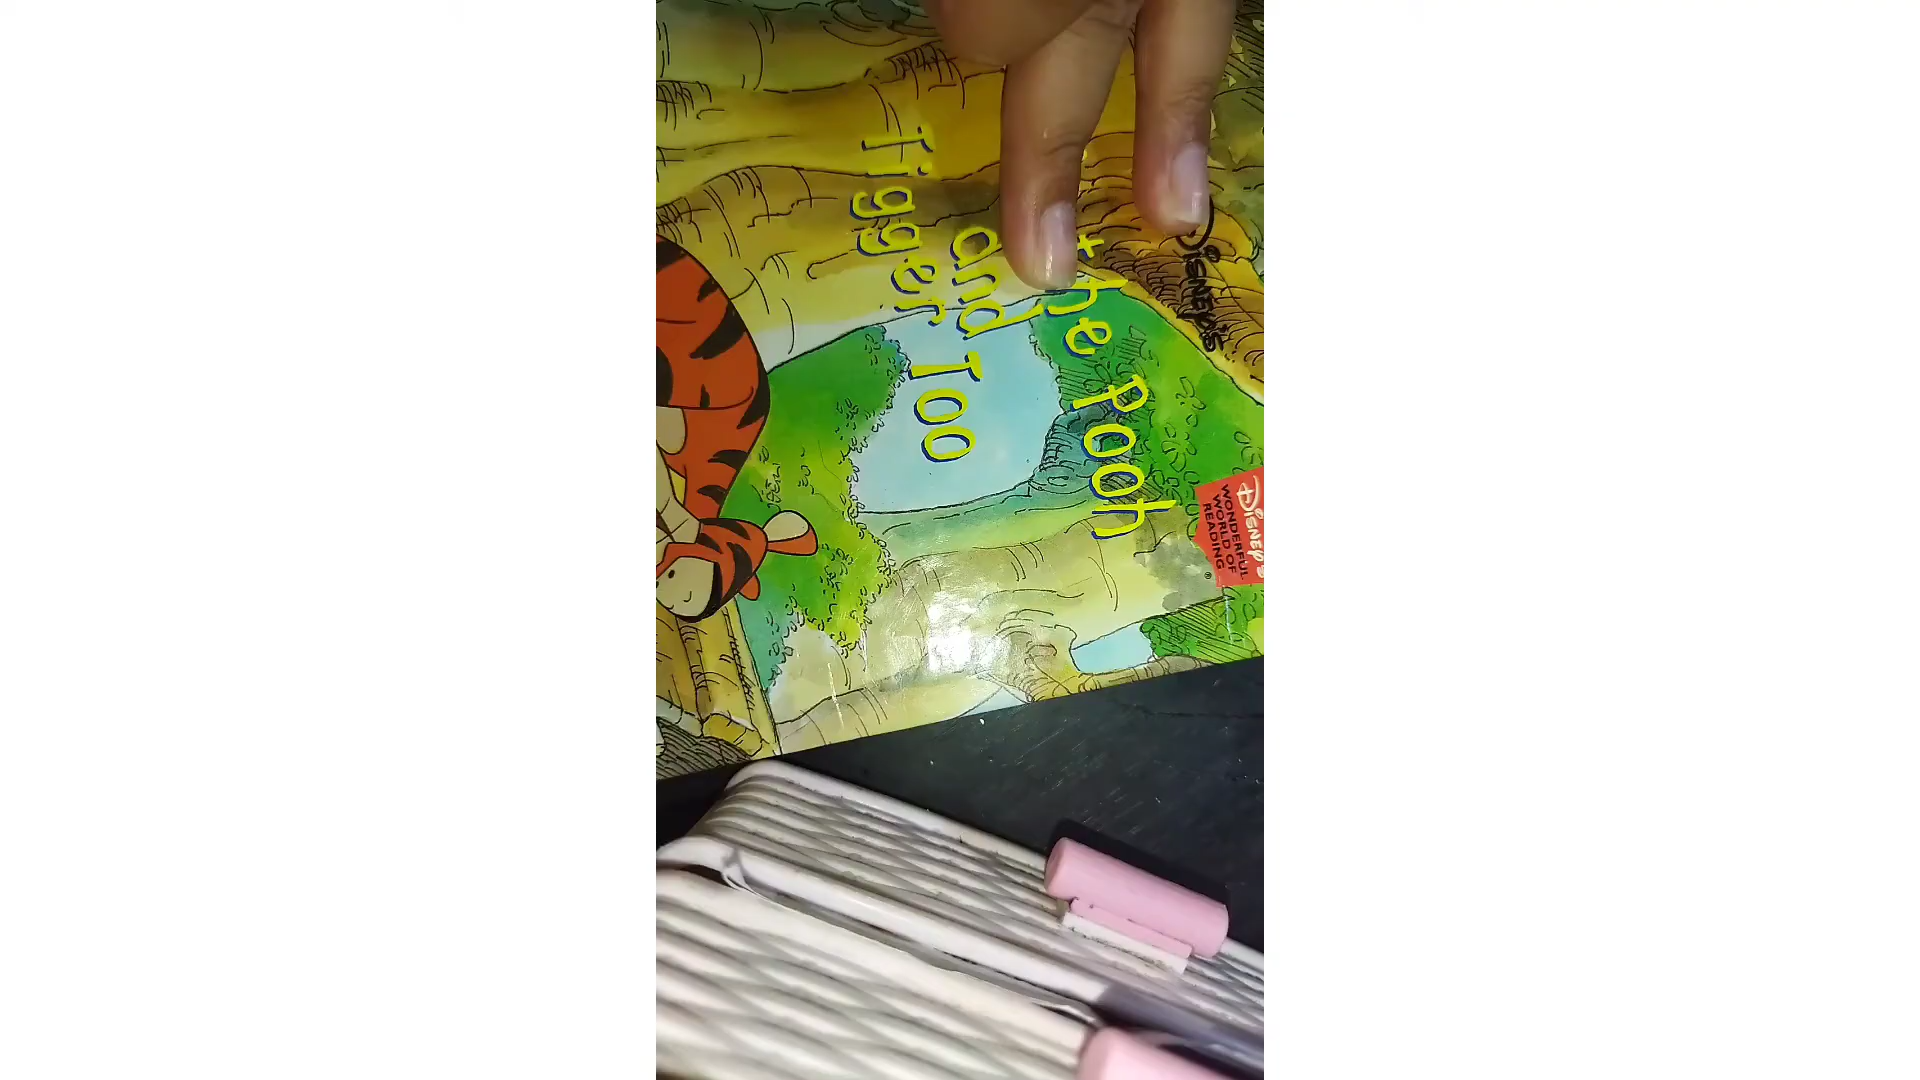 Disney's
the Pooh
and
Tigger Too
Disney's
WONDERFUL
WORLD OF
READING
®